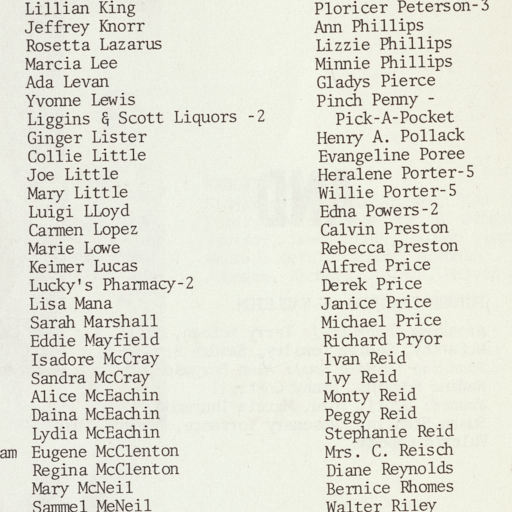 Lillian King
Jeffrey Knorr
Rosetta Lazarus
Marcia Lee
Ada Levan
Yvonne Lewis
Liggins & Scott Liquors -2
Ginger Lister
Collie Little
Joe Little
Mary Little
Luigi LLoyd
Carmen Lopez
Marie Lowe
Keimer Lucas
Lucky's Pharmacy-2
Lisa Mana
Sarah Marshall
Eddie Mayfield
Isadore McCray
Sandra McCray
Alice McEachin
Daina McEachin
Lydia McEachin
am Eugene McClenton
Regina McClenton
Mary McNeil
Sammel MeNeil
Ploricer Peterson-3
Ann Phillips
Lizzie Phillips
Minnie Phillips
Gladys Pierce
Pinch Penny -
Pick-A-Pocket
Henry A. Pollack
Evangeline Poree
Heralene Porter-5
Willie Porter-5
Edna Powers-2
Calvin Preston
Rebecca Preston
Alfred Price
Derek Price
Janice Price
Michael Price
Richard Pryor
Ivan Reid
Ivy Reid
Monty Reid
Peggy Reid
Stephanie Reid
Mrs. C. Reisch
Diane Reynolds
Bernice Rhomes
Walter Riley